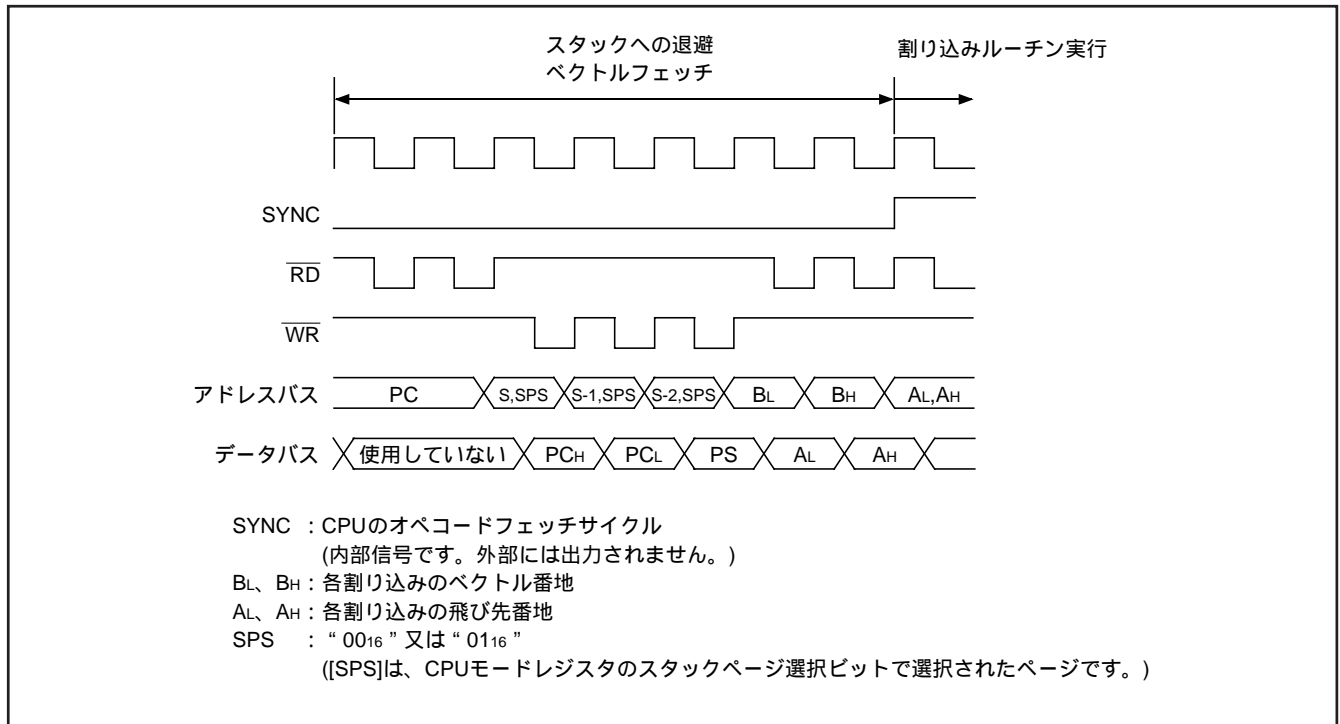 スタックへの退避
ベクトルフェッチ
割り込みルーチン実行
SYNC
RD
WR
アドレスバス PC S,SPS S-1,SPS S-2,SPS BL BH AL,AH
データバス 使用していない PCH PCL PS AL AH
SYNC :CPUのオペコードフェッチサイクル
(内部信号です。外部には出力されません。)
BL、BH:各割り込みのベクトル番地
AL、AH:各割り込みの飛び先番地
SPS :“0016”又は“0116”
([SPS]は、CPUモードレジスタのスタックページ選択ビットで選択されたページです。)